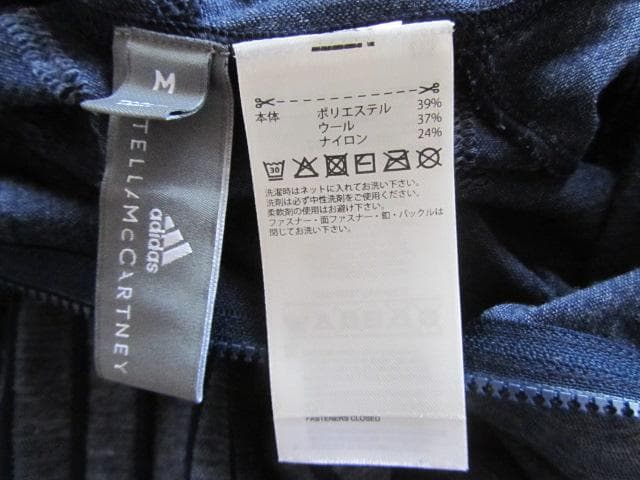 M
STELLA MCCARTNEY
adidas
本体 ポリエステル 39%
ウール 37%
ナイロン 24%
30
洗濯時はネットに入れてお洗い下さい。
洗剤は必ず中性洗剤をご使用ください。
柔軟剤の使用はお避け下さい。
ファスナー・面ファスナー・釦・バックルは
閉じてお洗い下さい。
FASTENERS CLOSED